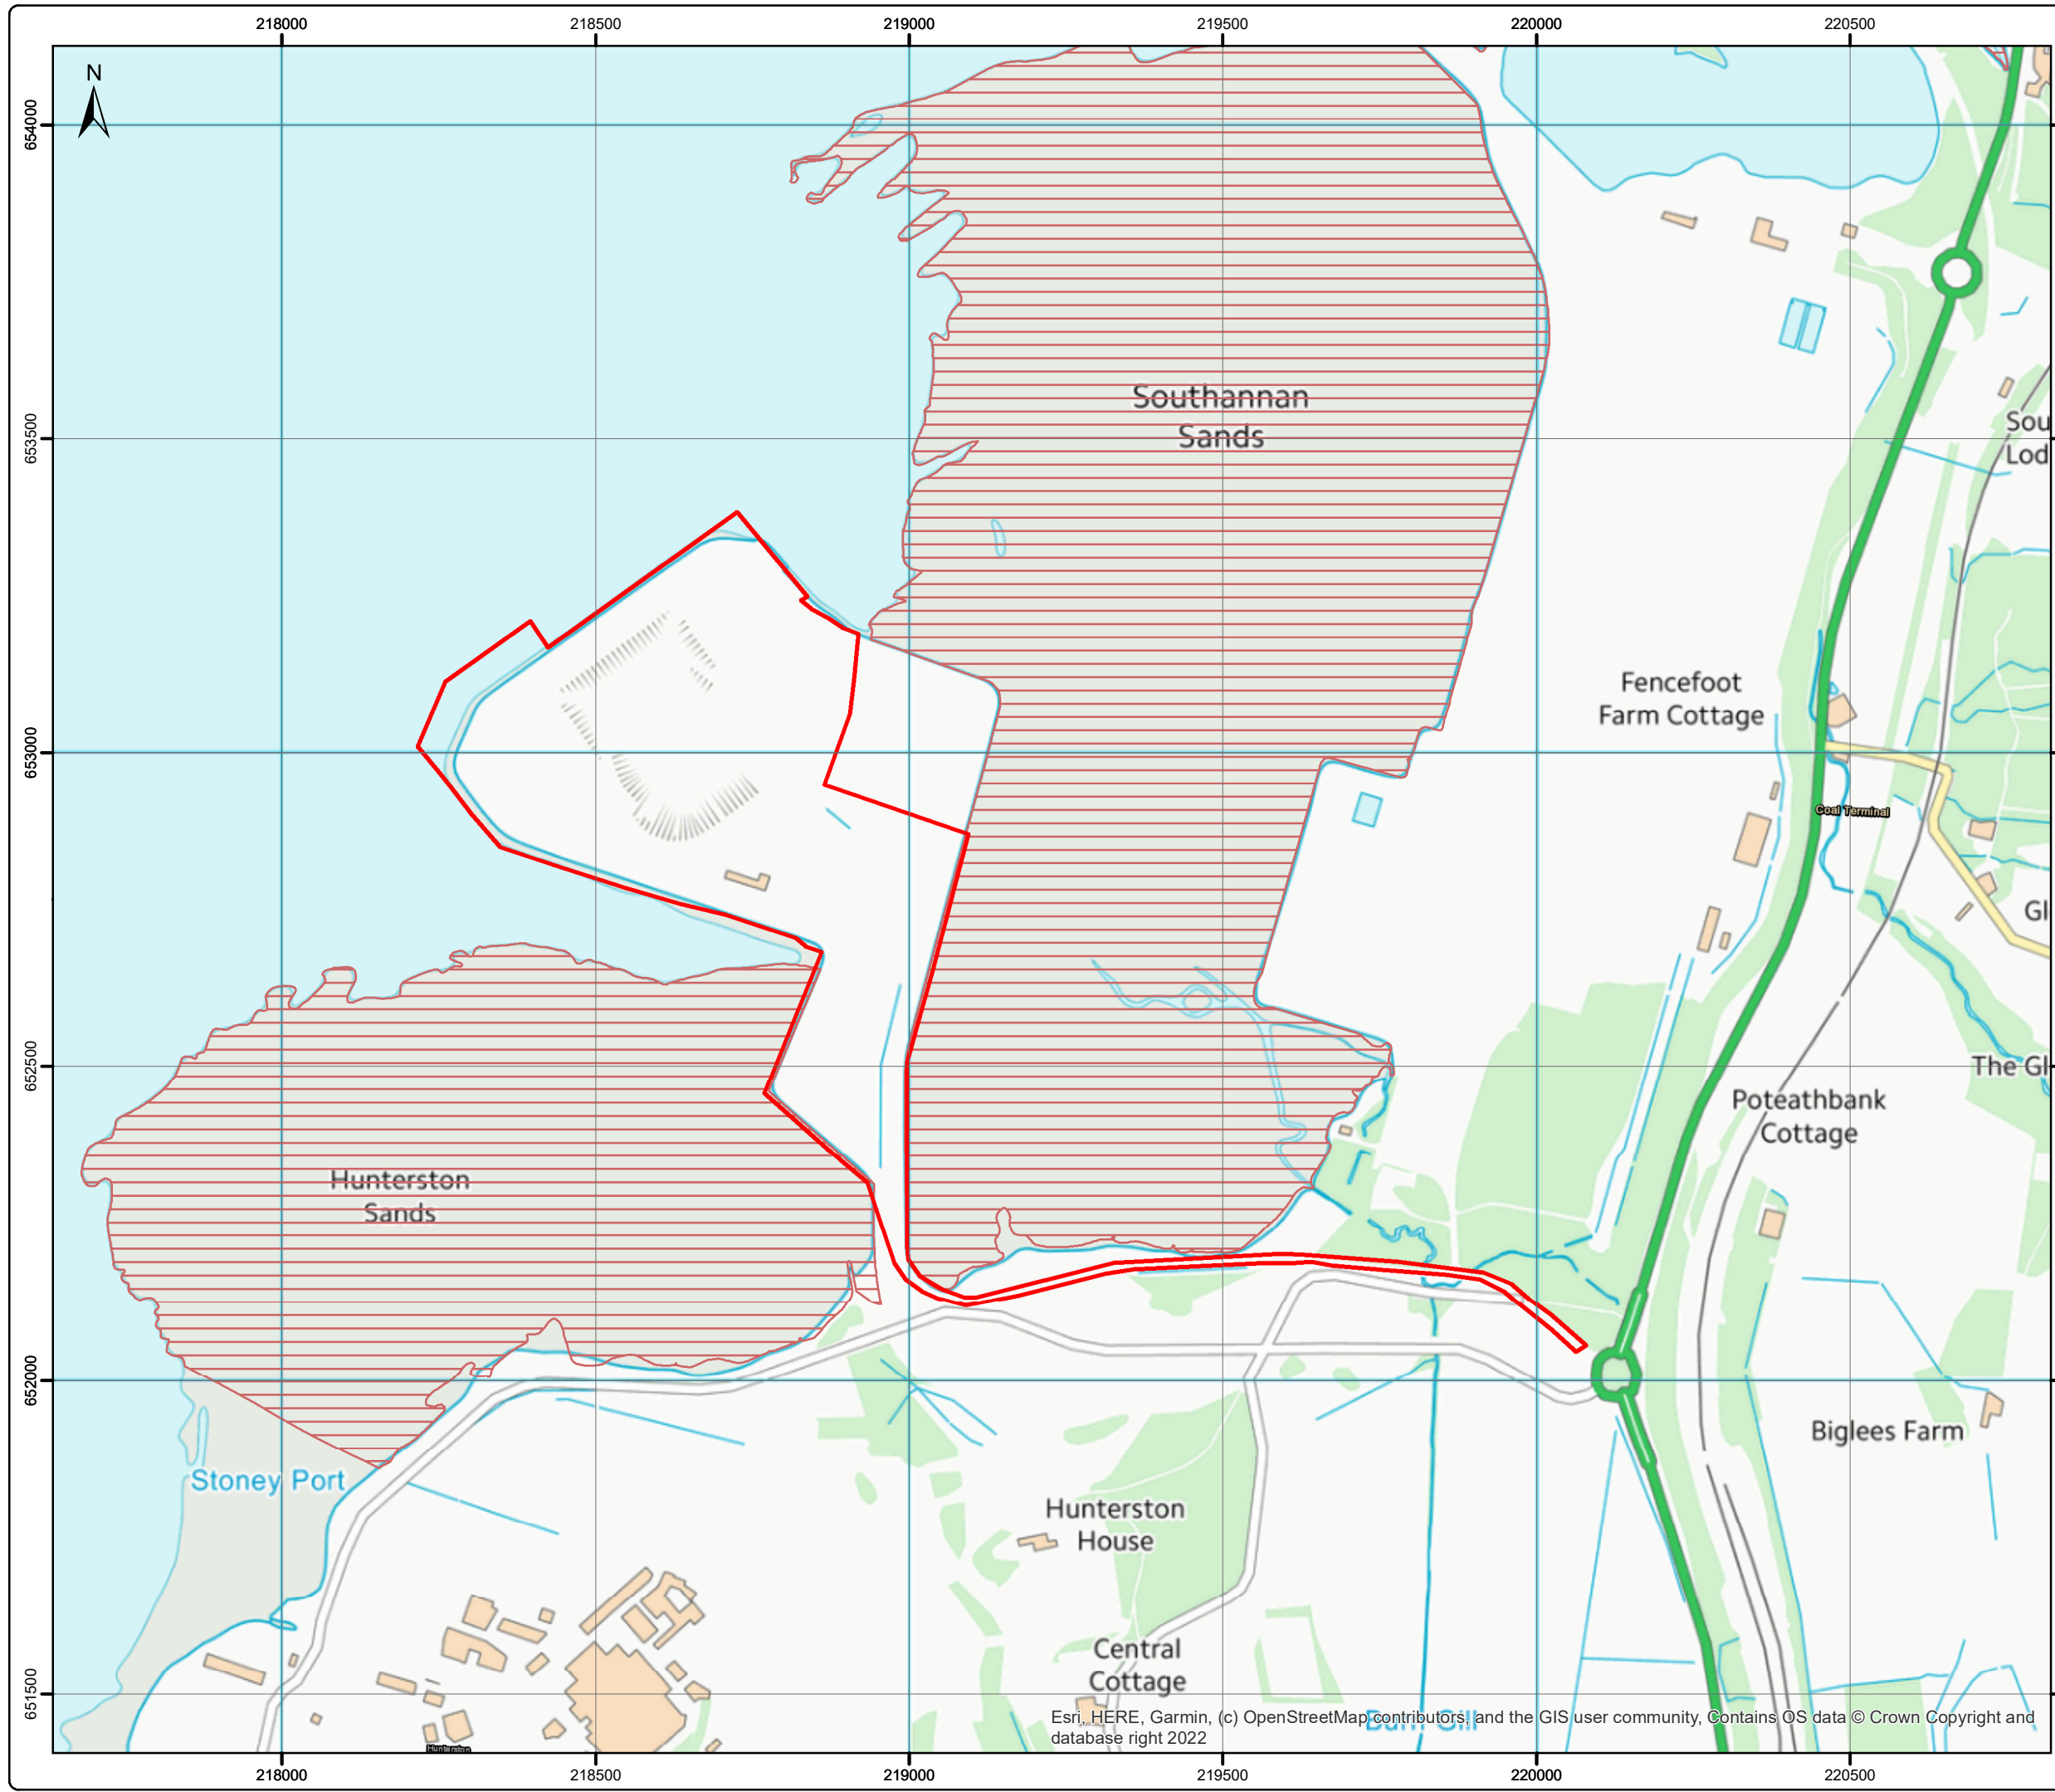 218000 218500 219000 219500 220000 220500
N
654000
653500
653000
652500
652000
651500
Southannan
Sands
Sou
Lod
Fencefoot
Farm Cottage
Coal Terminal
Gl
The Gl
Poteathbank
Cottage
Hunterston
Sands
Biglees Farm
Stoney Port
Hunterston
House
Central
Cottage
Burn Gill
Esri, HERE, Garmin, (c) OpenStreetMap contributors, and the GIS user community, Contains OS data © Crown Copyright and
database right 2022
Hunterston
218000 218500 219000 219500 220000 220500